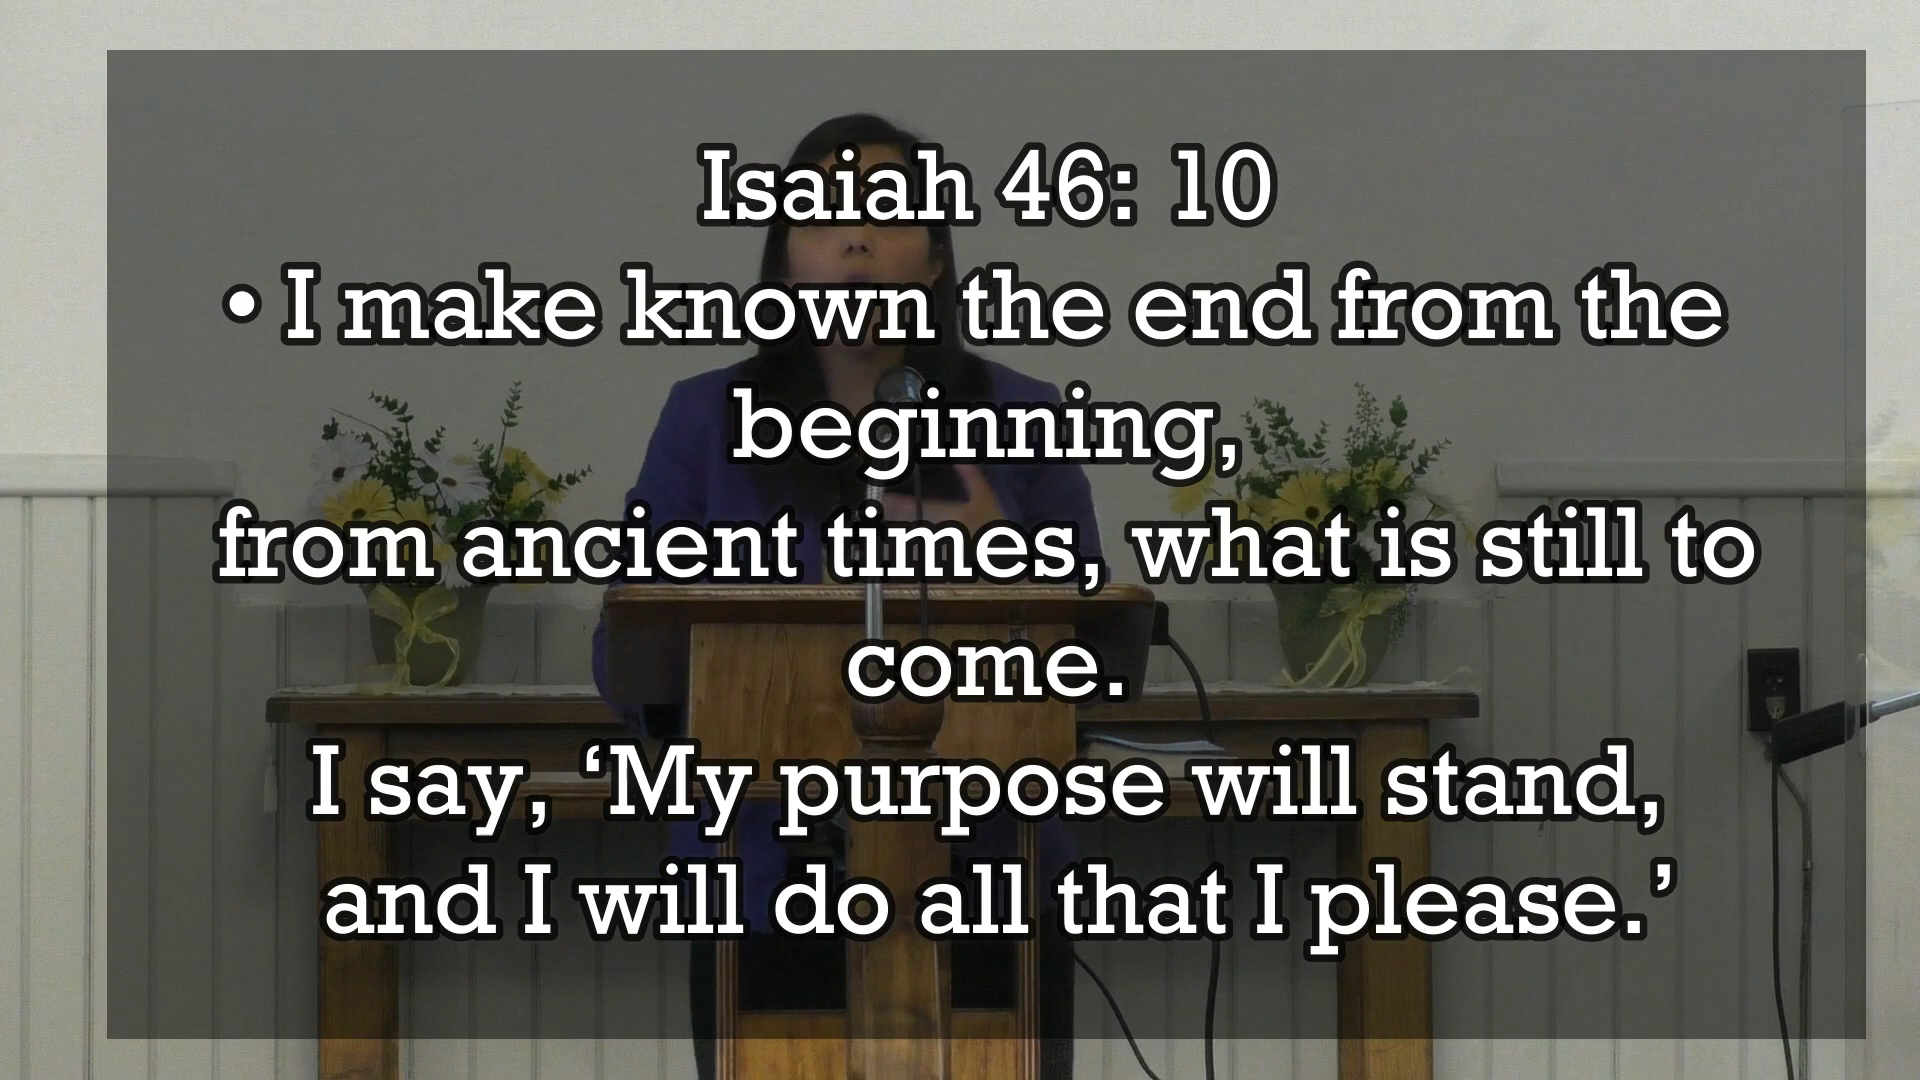 Isaiah 46: 10
• I make known the end from the
beginning,
from ancient times, what is still to
come.
I say, ‘My purpose will stand,
and I will do all that I please.’